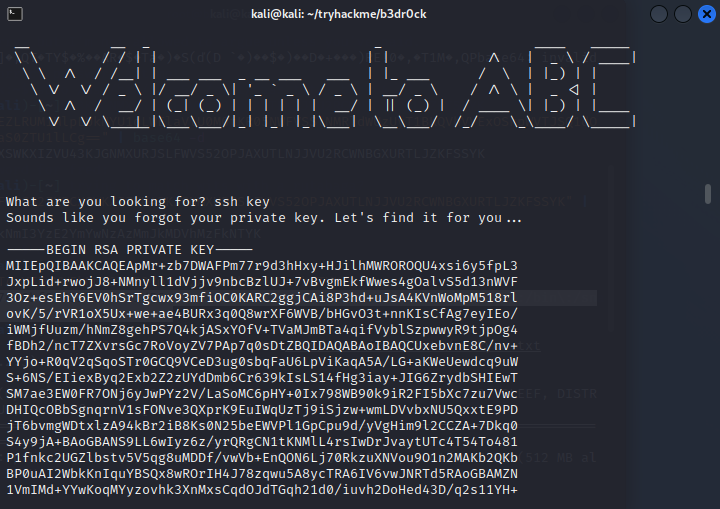 kali@kali: ~/tryhackme/b3dr0ck
Welcome to ABC
What are you looking for? ssh key
Sounds like you forgot your private key. Let's find it for you...
-----BEGIN RSA PRIVATE KEY-----
MIIEpQIBAAKCAQEApMr+zb7DWAFPm77r9d3hHxy+HJilhMWROROQU4xsi6y5fpL3
JxpLid+rwojJ8+NMnyll1dVjjv9nbcBzlUJ+7vBvgmEkfWwes4gOalvS5d13nWVF
3Oz+esEhY6EV0hSrTgcwx93mfiOC0KARC2ggjCAi8P3hd+uJsA4KVnWoMpM518rl
ovK/5/rVR1oX5Ux+we+ae4BURx3q0Q8wrXF6WVB/bHGvO3t+nnKIsCfAg7eyIEo/
iWMjfUuzm/hNmZ8gehPS7Q4kjASxYOfV+TVaMJmBTa4qifVyblSzpwwyR9tjpOg4
fBDh2/ncT7ZXvrsGc7RoVoyZV7PAp7q0sDtZBQIDAQABAoIBAQCUxebvnE8C/nv+
YYjo+R0qV2qSqoSTr0GCQ9VCeD3ug0sbqFaU6LpViKaqA5A/LG+aKWeUewdcq9uW
S+6NS/EIiexByq2Exb2Z2zUYdDmb6Cr639kIsLS14fHg3iay+JIG6ZrydbSHIEwT
SM7ae3EW0FR7ONj6yJwPYz2V/LaSoMC6pHY+0Ix798WB90k9iR2FI5bXc7zu7Vwc
DHIQcOBbSgnqrnV1sFONve3QXprK9EuIWqUzTj9iSjzw+wmLDVvbxNU5QxxtE9PD
jT6bvmgWDtxlzA94kBr2iB8Ks0N25beEWVPl1GpCpu9d/yVgHim9l2CCZA+7Dkq0
S4y9jA+BAoGBANS9LL6wIyz6z/yrQRgCN1tKNMlL4rsIwDrJvaytUTc4T54To481
P1fnkc2UGZlbstv5V5qg8uMDDf/vwVb+EnQON6Lj70RkzuXNVou9O1n2MAKb2QKb
BP0uAI2WbkKnIquYBSQx8wROrIH4J78zqwu5A8ycTRA6IV6vwJNRTd5RAoGBAMZN
1VmIMd+YYwKoqMYyzovhk3XnMxsCqdOJdTGqh21d0/iuvh2DoHed43D/q2s11YH+